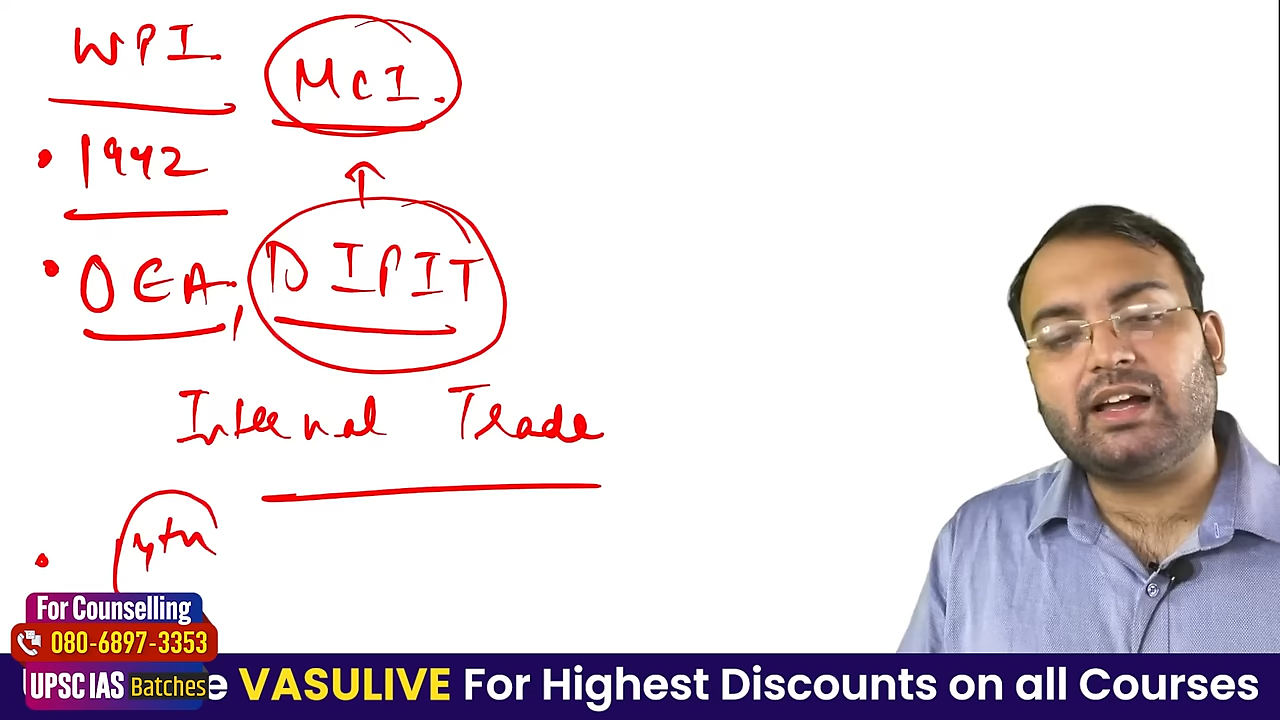 WPI.
MCI.
• 1942
• OEA, DIPIT
Internal Trade
•
For Counselling
080-6897-3353
UPSC IAS Batches
e VASULIVE For Highest Discounts on all Courses